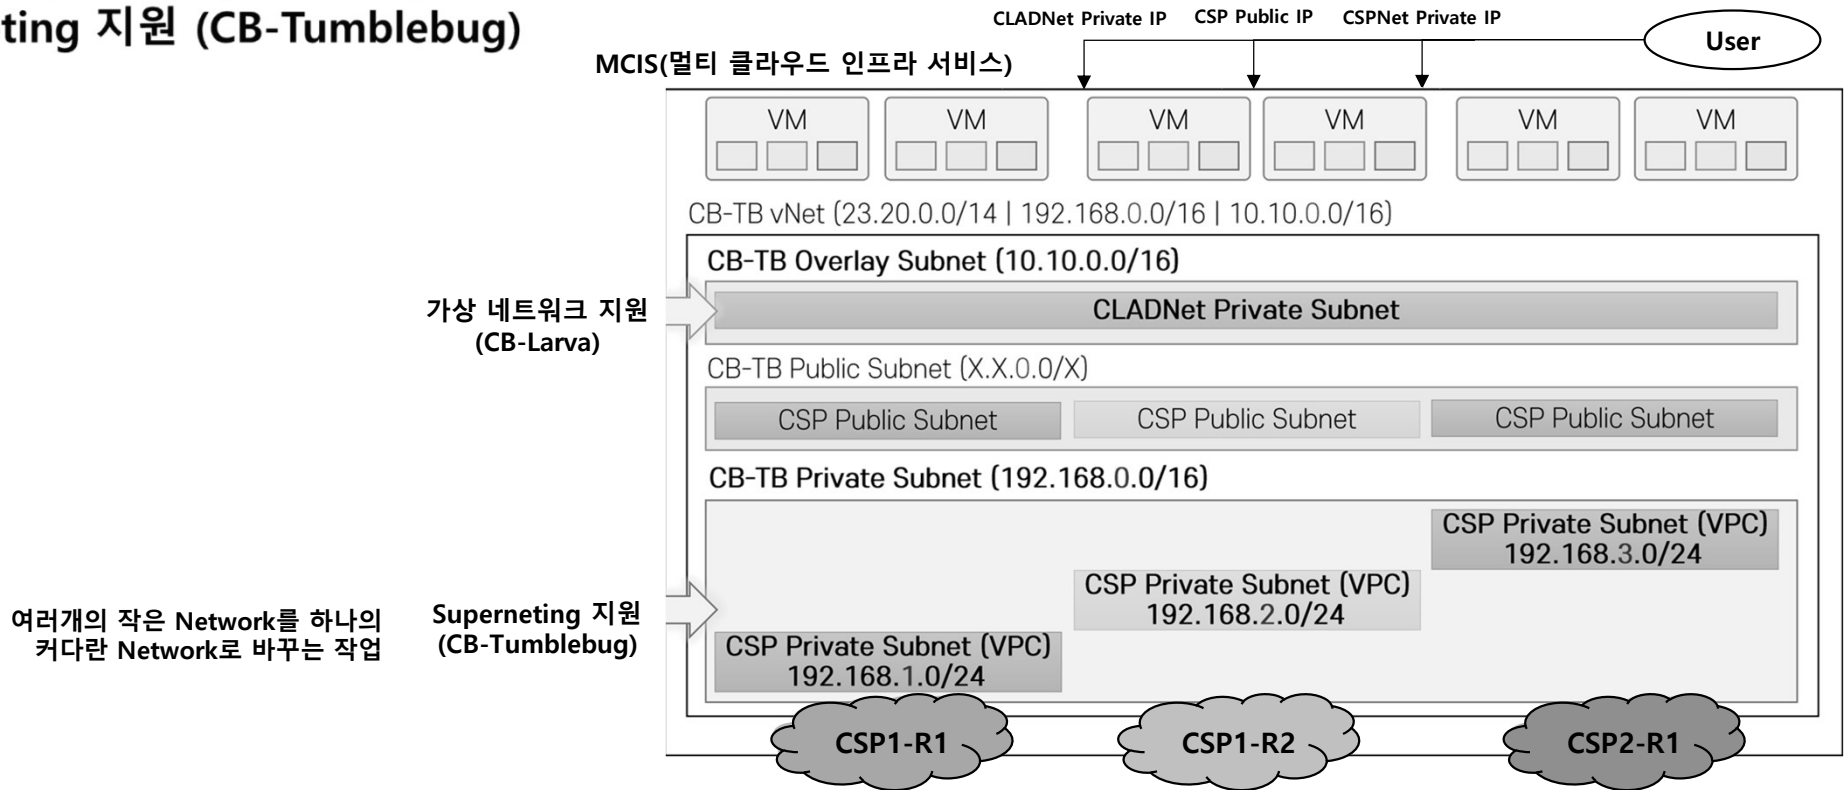 ting 지원 (CB-Tumblebug)
CLADNet Private IP
CSP Public IP
CSPNet Private IP
User
MCIS(멀티 클라우드 인프라 서비스)
VM
VM
VM
VM
VM
VM
CB-TB vNet (23.20.0.0/14 | 192.168.0.0/16 | 10.10.0.0/16)
CB-TB Overlay Subnet (10.10.0.0/16)
가상 네트워크 지원
(CB-Larva)
CLADNet Private Subnet
CB-TB Public Subnet (X.X.0.0/X)
CSP Public Subnet
CSP Public Subnet
CSP Public Subnet
CB-TB Private Subnet (192.168.0.0/16)
CSP Private Subnet (VPC)
192.168.3.0/24
CSP Private Subnet (VPC)
192.168.2.0/24
여러개의 작은 Network를 하나의
커다란 Network로 바꾸는 작업
Superneting 지원
(CB-Tumblebug)
CSP Private Subnet (VPC)
192.168.1.0/24
CSP1-R1
CSP1-R2
CSP2-R1